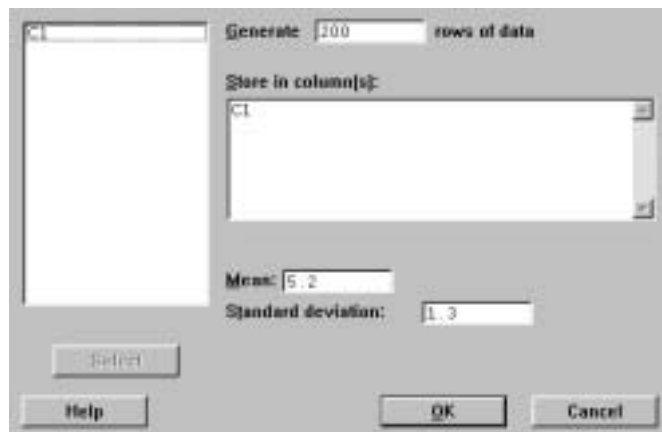 C1
Generate 200 rows of data
Store in column(s):
C1
Mean: 5.2
Standard deviation: 1.3
Select
Help OK Cancel